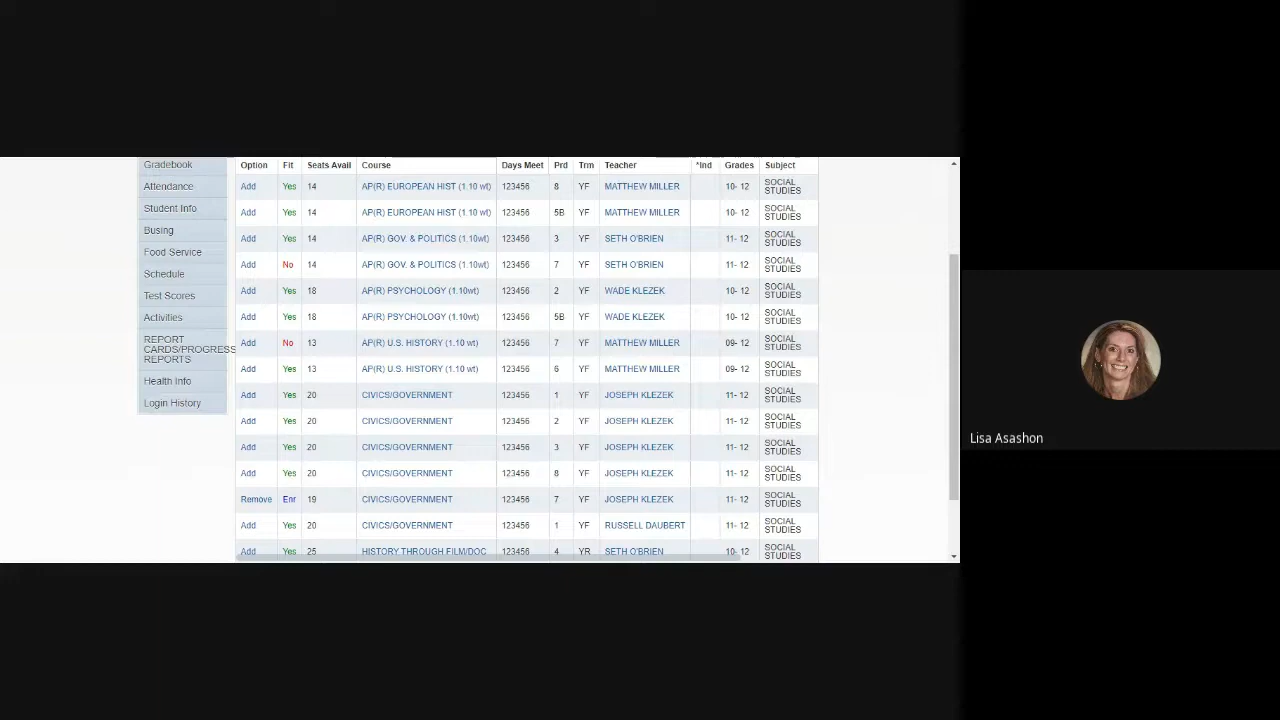 Gradebook
Attendance
Student Info
Busing
Food Service
Schedule
Test Scores
Activities
REPORT
CARDS/PROGRESS
REPORTS
Health Info
Login History
Option Fit Seats Avail Course Days Meet Prd Trm Teacher *Ind Grades Subject
Add Yes 14 AP(R) EUROPEAN HIST (1.10 wt) 123456 8 YF MATTHEW MILLER 10- 12 SOCIAL STUDIES
Add Yes 14 AP(R) EUROPEAN HIST (1.10 wt) 123456 5B YF MATTHEW MILLER 10- 12 SOCIAL STUDIES
Add Yes 14 AP(R) GOV. & POLITICS (1.10wt) 123456 3 YF SETH O'BRIEN 11- 12 SOCIAL STUDIES
Add No 14 AP(R) GOV. & POLITICS (1.10wt) 123456 7 YF SETH O'BRIEN 11- 12 SOCIAL STUDIES
Add Yes 18 AP(R) PSYCHOLOGY (1.10wt) 123456 2 YF WADE KLEZEK 10- 12 SOCIAL STUDIES
Add Yes 18 AP(R) PSYCHOLOGY (1.10wt) 123456 5B YF WADE KLEZEK 10- 12 SOCIAL STUDIES
Add No 13 AP(R) U.S. HISTORY (1.10 wt) 123456 7 YF MATTHEW MILLER 09- 12 SOCIAL STUDIES
Add Yes 13 AP(R) U.S. HISTORY (1.10 wt) 123456 6 YF MATTHEW MILLER 09- 12 SOCIAL STUDIES
Add Yes 20 CIVICS/GOVERNMENT 123456 1 YF JOSEPH KLEZEK 11- 12 SOCIAL STUDIES
Add Yes 20 CIVICS/GOVERNMENT 123456 2 YF JOSEPH KLEZEK 11- 12 SOCIAL STUDIES
Add Yes 20 CIVICS/GOVERNMENT 123456 3 YF JOSEPH KLEZEK 11- 12 SOCIAL STUDIES
Add Yes 20 CIVICS/GOVERNMENT 123456 8 YF JOSEPH KLEZEK 11- 12 SOCIAL STUDIES
Remove Enr 19 CIVICS/GOVERNMENT 123456 7 YF JOSEPH KLEZEK 11- 12 SOCIAL STUDIES
Add Yes 20 CIVICS/GOVERNMENT 123456 1 YF RUSSELL DAUBERT 11- 12 SOCIAL STUDIES
Add Yes 25 HISTORY THROUGH FILM/DOC 123456 4 YR SETH O'BRIEN 10- 12 SOCIAL STUDIES
Lisa Asashon